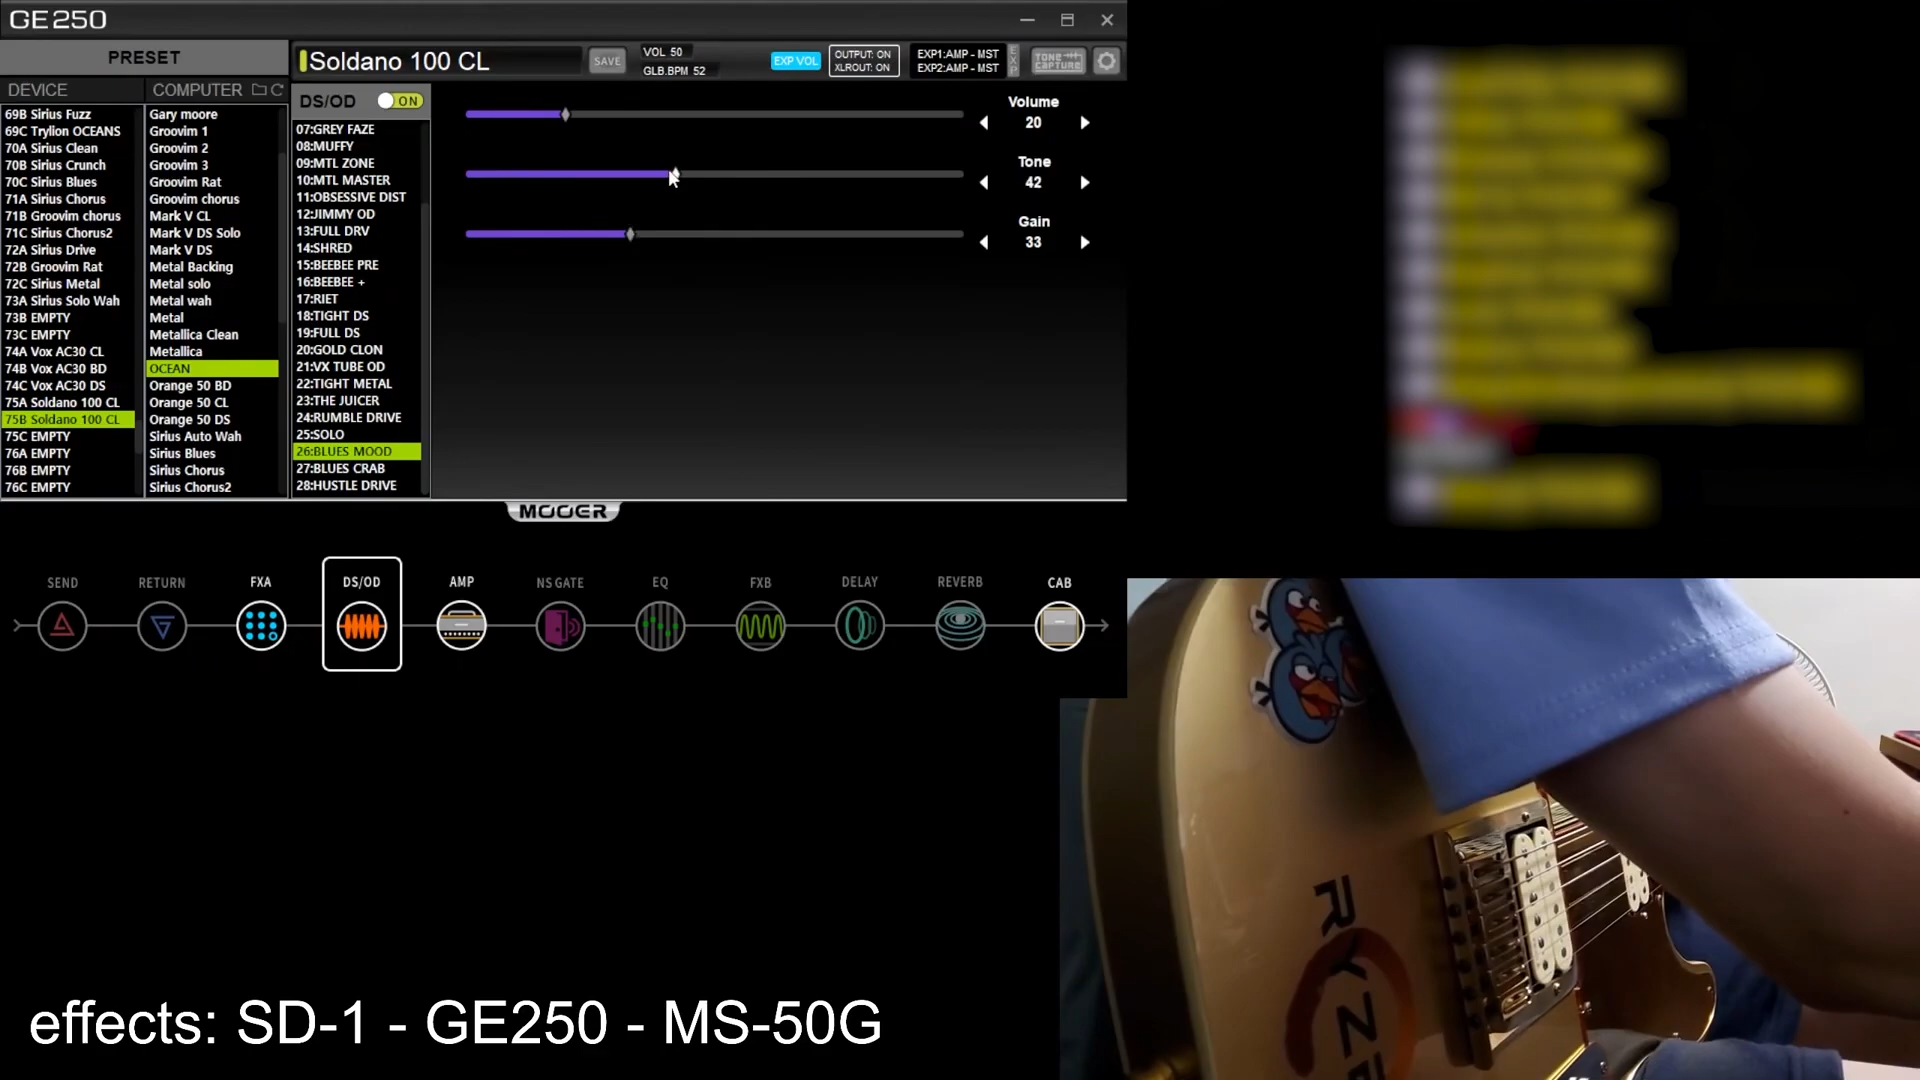 GE250
PRESET
Soldano 100 CL
SAVE
VOL 50
GLB.BPM 52
EXP VOL
OUTPUT: ON
XLROUT: ON
EXP1:AMP - MST
EXP2:AMP - MST
EXP
TONE CAPTURE
DEVICE
COMPUTER
DS/OD
ON
69B Sirius Fuzz
69C Trylion OCEANS
70A Sirius Clean
70B Sirius Crunch
70C Sirius Blues
71A Sirius Chorus
71B Groovim chorus
71C Sirius Chorus2
72A Sirius Drive
72B Groovim Rat
72C Sirius Metal
73A Sirius Solo Wah
73B EMPTY
73C EMPTY
74A Vox AC30 CL
74B Vox AC30 BD
74C Vox AC30 DS
75A Soldano 100 CL
75B Soldano 100 CL
75C EMPTY
76A EMPTY
76B EMPTY
76C EMPTY
Gary moore
Groovim 1
Groovim 2
Groovim 3
Groovim Rat
Groovim chorus
Mark V CL
Mark V DS Solo
Mark V DS
Metal Backing
Metal solo
Metal wah
Metal
Metallica Clean
Metallica
OCEAN
Orange 50 BD
Orange 50 CL
Orange 50 DS
Sirius Auto Wah
Sirius Blues
Sirius Chorus
Sirius Chorus2
07:GREY FAZE
08:MUFFY
09:MTL ZONE
10:MTL MASTER
11:OBSESSIVE DIST
12:JIMMY OD
13:FULL DRV
14:SHRED
15:BEEBEE PRE
16:BEEBEE +
17:RIET
18:TIGHT DS
19:FULL DS
20:GOLD CLON
21:VX TUBE OD
22:TIGHT METAL
23:THE JUICER
24:RUMBLE DRIVE
25:SOLO
26:BLUES MOOD
27:BLUES CRAB
28:HUSTLE DRIVE
Volume
20
Tone
42
Gain
33
MOOER
SEND
RETURN
FXA
DS/OD
AMP
NS GATE
EQ
FXB
DELAY
REVERB
CAB
effects: SD-1 - GE250 - MS-50G